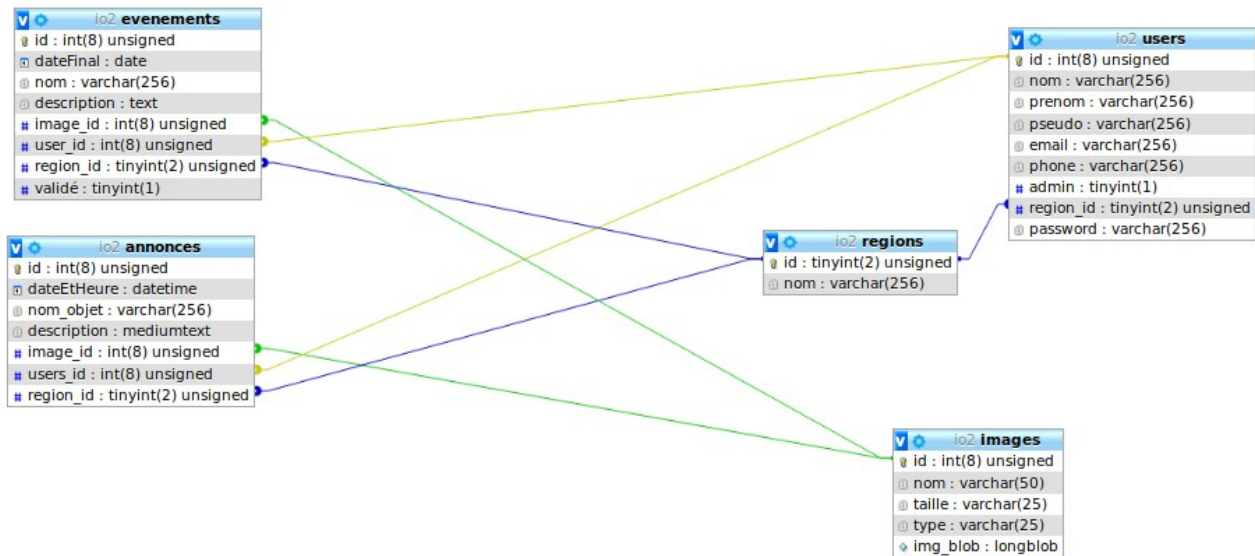 io2 evenements
id : int(8) unsigned
dateFinal : date
nom : varchar(256)
description : text
image_id : int(8) unsigned
user_id : int(8) unsigned
region_id : tinyint(2) unsigned
validé : tinyint(1)
io2 annonces
id : int(8) unsigned
dateEtHeure : datetime
nom_objet : varchar(256)
description : mediumtext
image_id : int(8) unsigned
users_id : int(8) unsigned
region_id : tinyint(2) unsigned
io2 regions
id : tinyint(2) unsigned
nom : varchar(256)
io2 users
id : int(8) unsigned
nom : varchar(256)
prenom : varchar(256)
pseudo : varchar(256)
email : varchar(256)
phone : varchar(256)
admin : tinyint(1)
region_id : tinyint(2) unsigned
password : varchar(256)
io2 images
id : int(8) unsigned
nom : varchar(50)
taille : varchar(25)
type : varchar(25)
img_blob : longblob